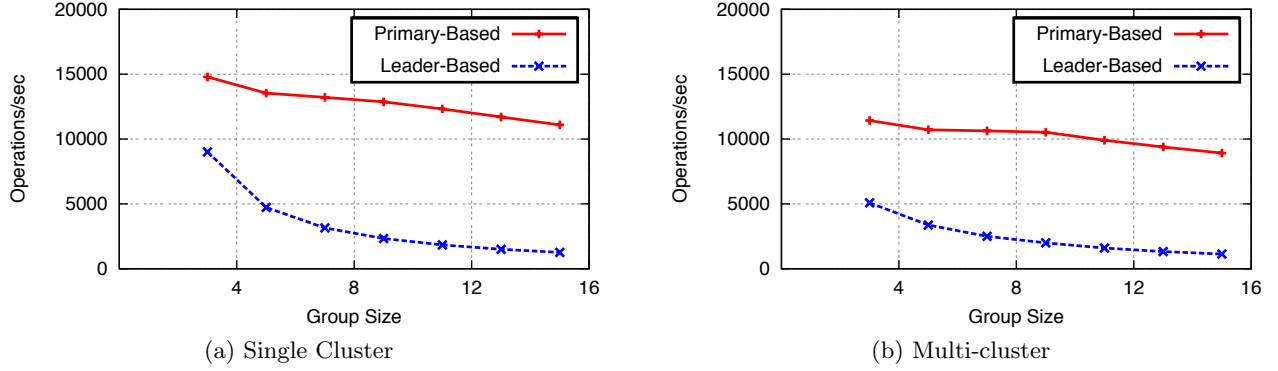 20000
15000
10000
5000
0
Operations/sec
Primary-Based
Leader-Based
4
8
12
16
Group Size
(a) Single Cluster
20000
15000
10000
5000
0
Operations/sec
Primary-Based
Leader-Based
4
8
12
16
Group Size
(b) Multi-cluster